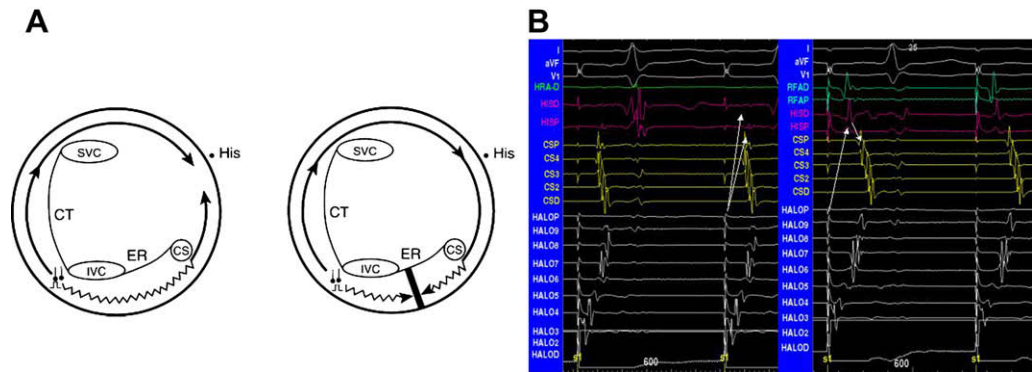 A
SVC
His
CT
ER
CS
IVC
SVC
His
CT
ER
CS
IVC
B
I
aVF
V1
HRA-D
HISD
HISP
CSP
CS4
CS3
CS2
CSD
HALOP
HALO9
HALO8
HALO7
HALO6
HALO5
HALO4
HALO3
HALO2
HALOD
S1
600
S1
I
aVF
V1
RFAD
RFAP
HISD
HISP
CSP
CS4
CS3
CS2
CSD
HALOP
HALO9
HALO8
HALO7
HALO6
HALO5
HALO4
HALO3
HALO2
HALOD
25
S1
600
S1